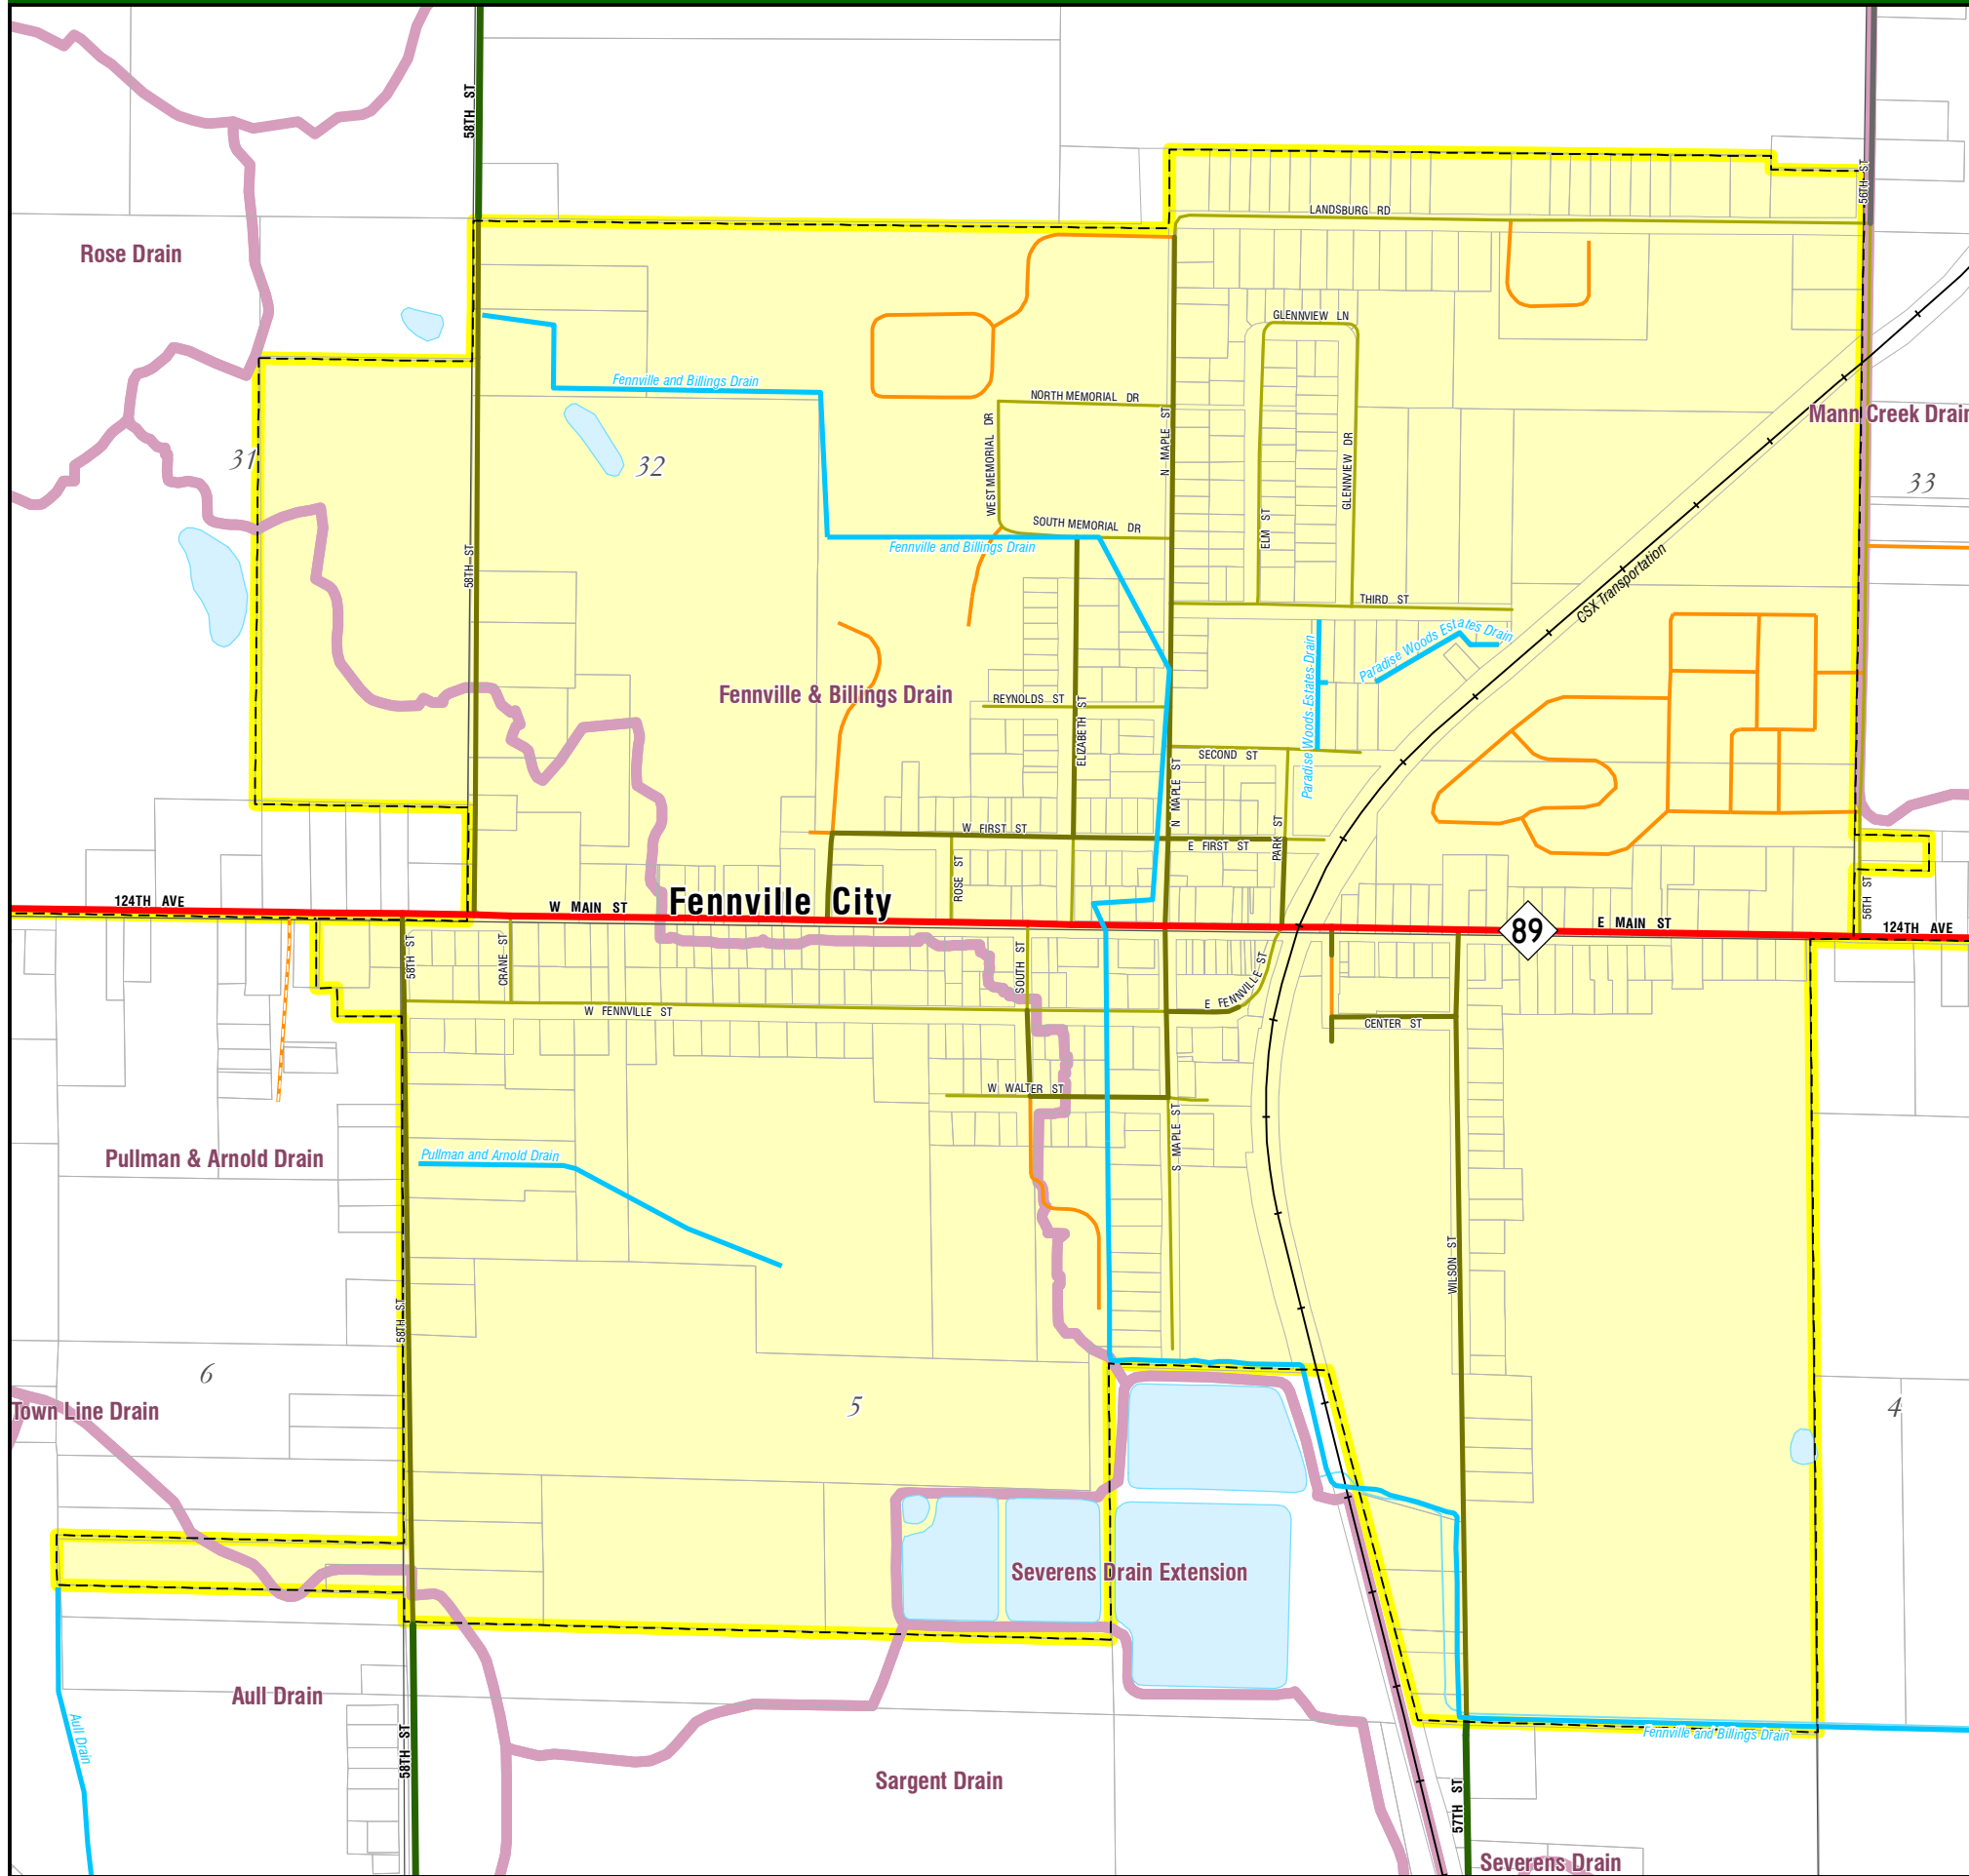 58TH ST
56TH ST
LANDSBURG RD
Rose Drain
GLENNVIEW LN
Fennville and Billings Drain
NORTH MEMORIAL DR
WEST MEMORIAL DR
N MAPLE ST
Mann Creek Drain
GLENNVIEW DR
31
32
33
SOUTH MEMORIAL DR
ELM ST
Fennville and Billings Drain
58TH ST
CSX Transportation
THIRD ST
Paradise Woods Estates Drain
Paradise Woods Estates Drain
Fennville & Billings Drain
REYNOLDS ST
ELIZABETH ST
SECOND ST
N MAPLE ST
W FIRST ST
E FIRST ST
PARK ST
ROSE ST
56TH ST
124TH AVE
W MAIN ST
Fennville City
89
E MAIN ST
124TH AVE
58TH ST
CRANE ST
SOUTH ST
E FENNVILLE ST
W FENNVILLE ST
CENTER ST
W WALTER ST
S MAPLE ST
Pullman & Arnold Drain
Pullman and Arnold Drain
WILSON ST
58TH ST
6
5
4
Town Line Drain
Severens Drain Extension
Aull Drain
Aull Drain
58TH ST
Fennville and Billings Drain
Sargent Drain
57TH ST
Severens Drain